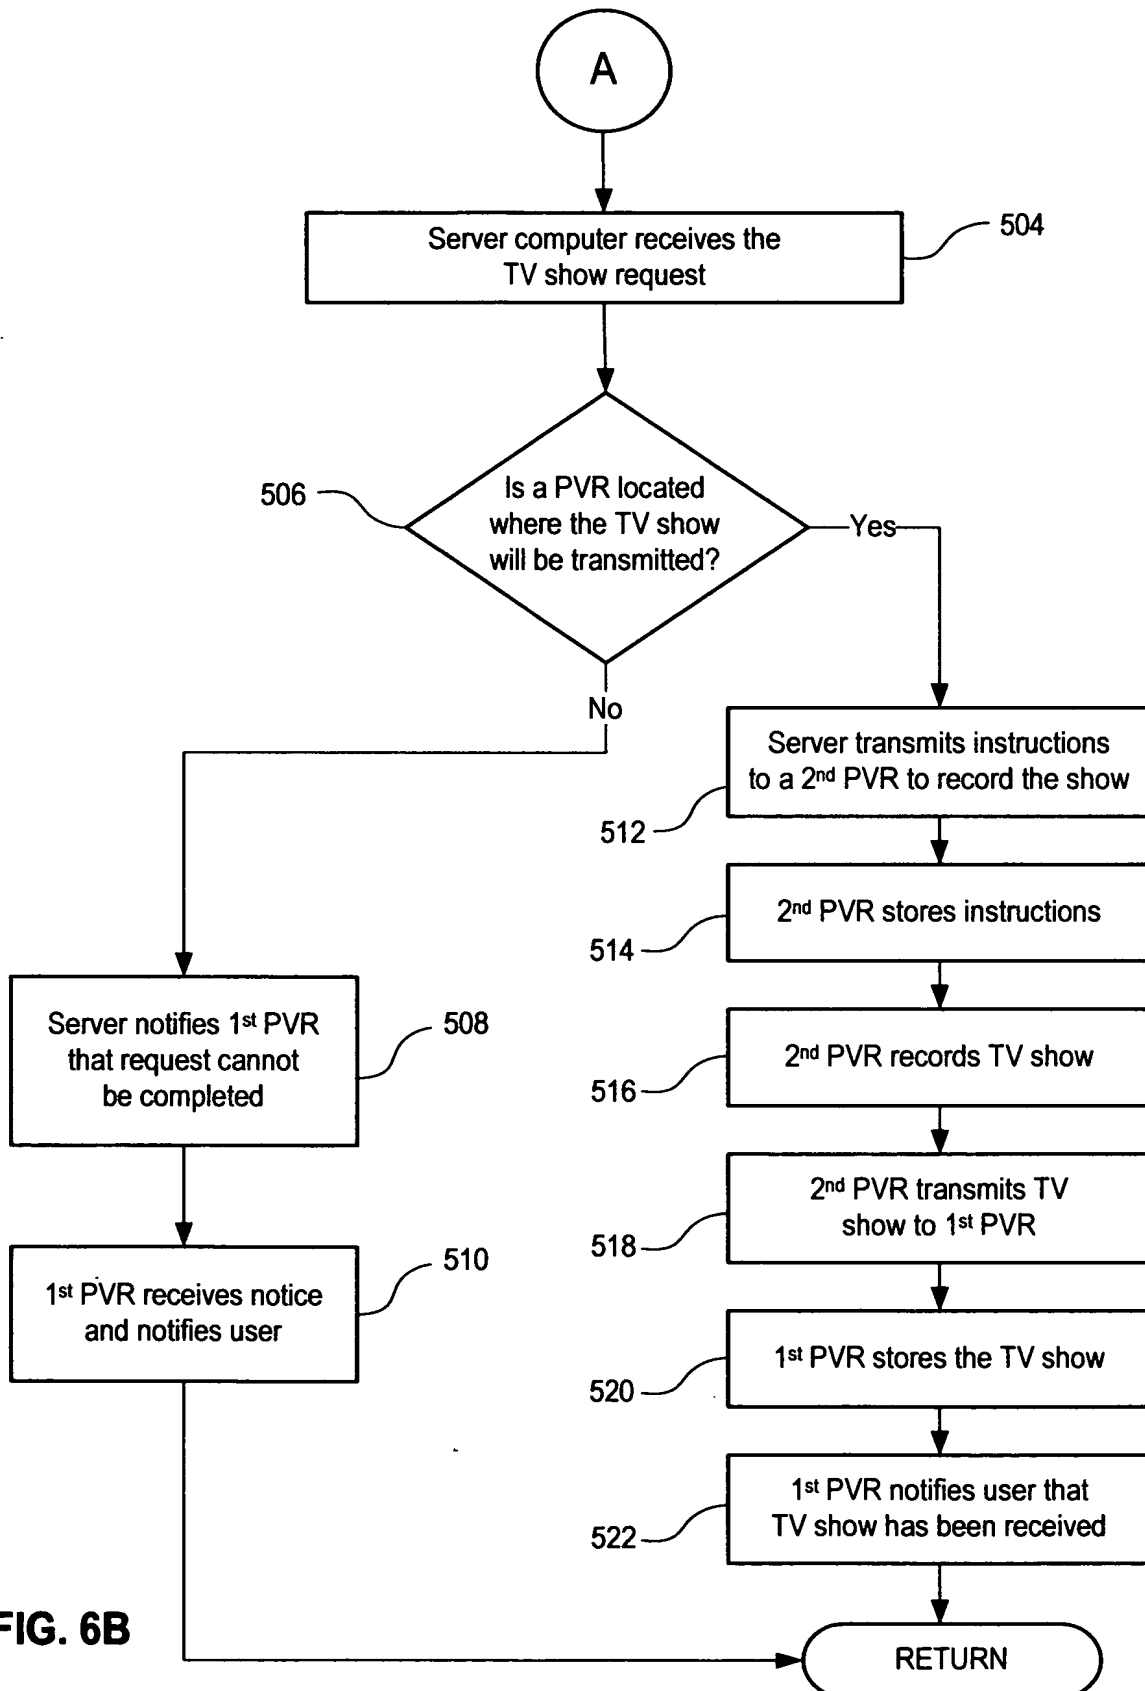 A
Server computer receives the
TV show request
504
506
Is a PVR located
where the TV show
will be transmitted?
Yes
No
Server transmits instructions
to a 2nd PVR to record the show
512
2nd PVR stores instructions
514
Server notifies 1st PVR
that request cannot
be completed
508
2nd PVR records TV show
516
2nd PVR transmits TV
show to 1st PVR
518
1st PVR receives notice
and notifies user
510
1st PVR stores the TV show
520
1st PVR notifies user that
TV show has been received
522
FIG. 6B
RETURN